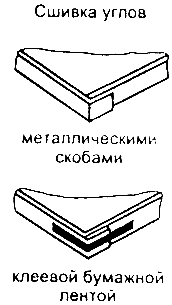 Сшивка углов
металлическими
скобами
клеевой бумажной
лентой